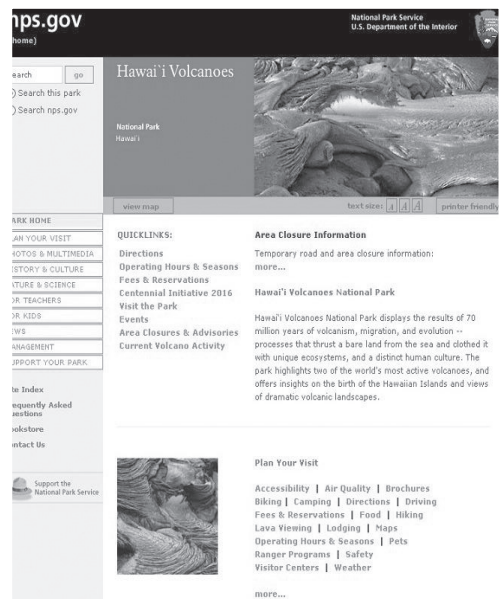 nps.gov
National Park Service
U.S. Department of the Interior
home)
earch go
Search this park
Search nps.gov
Hawai`i Volcanoes
National Park
Hawai`i
view map
text size: A A A
printer friendly
ARK HOME
LAN YOUR VISIT
HOTOS & MULTIMEDIA
ISTORY & CULTURE
ATURE & SCIENCE
OR TEACHERS
OR KIDS
EWS
ANAGEMENT
UPPORT YOUR PARK
te Index
equently Asked
uestions
ookstore
ontact Us
Support the
National Park Service
QUICKLINKS:
Directions
Operating Hours & Seasons
Fees & Reservations
Centennial Initiative 2016
Visit the Park
Events
Area Closures & Advisories
Current Volcano Activity
Area Closure Information
Temporary road and area closure information:
more...
Hawai'i Volcanoes National Park
Hawai'i Volcanoes National Park displays the results of 70
million years of volcanism, migration, and evolution --
processes that thrust a bare land from the sea and clothed it
with unique ecosystems, and a distinct human culture. The
park highlights two of the world's most active volcanoes, and
offers insights on the birth of the Hawaiian Islands and views
of dramatic volcanic landscapes.
Plan Your Visit
Accessibility | Air Quality | Brochures
Biking | Camping | Directions | Driving
Fees & Reservations | Food | Hiking
Lava Viewing | Lodging | Maps
Operating Hours & Seasons | Pets
Ranger Programs | Safety
Visitor Centers | Weather
more...